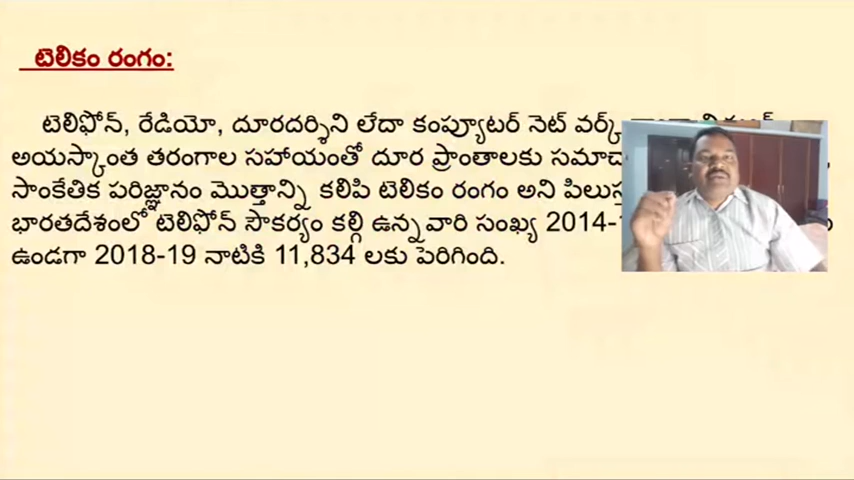 టెలికం రంగం:
టెలిఫోన్, రేడియో, దూరదర్శిని లేదా కంప్యూటర్ నెట్ వర్క్
అయస్కాంత తరంగాల సహాయంతో దూర ప్రాంతాలకు
సాంకేతిక పరిజ్ఞానం మొత్తాన్ని కలిపి టెలికం రంగం అని
భారతదేశంలో టెలిఫోన్ సౌకర్యం కల్గి ఉన్నవారి సంఖ్య 2014-
ఉండగా 2018-19 నాటికి 11,834 లకు పెరిగింది.